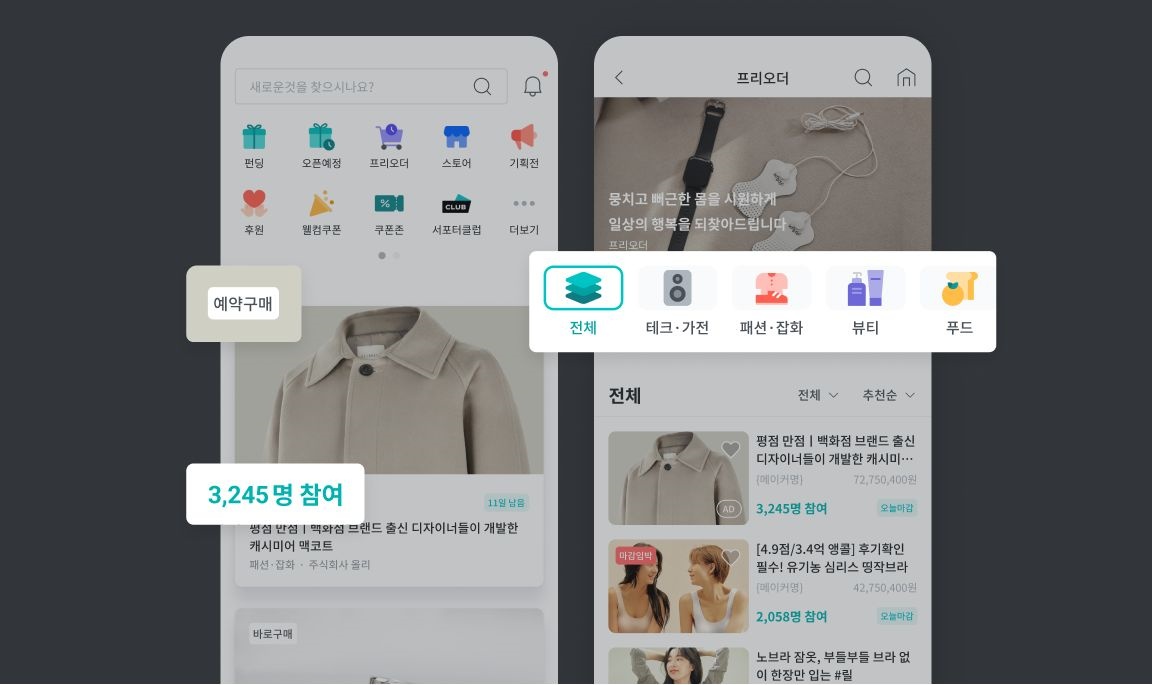 새로운것을 찾으시나요?
펀딩
오픈예정
프리오더
스토어
기획전
후원
웰컴쿠폰
%
쿠폰존
CLUB
서포터클럽
더보기
예약구매
3,245명 참여
11일 남음
평점 만점ㅣ백화점 브랜드 출신 디자이너들이 개발한
캐시미어 맥코트
패션·잡화 · 주식회사 올리
바로구매
프리오더
뭉치고 뻐근한 몸을 시원하게
일상의 행복을 되찾아드립니다
프리오더
전체
테크·가전
패션·잡화
뷰티
푸드
전체
전체
추천순
AD
평점 만점ㅣ백화점 브랜드 출신
디자이너들이 개발한 캐시미…
(메이커명)
72,750,400원
3,245명 참여
오늘마감
마감임박
[4.9점/3.4억 앵콜] 후기확인
필수! 유기농 심리스 띵작브라
(메이커명)
42,750,400원
2,058명 참여
오늘마감
노브라 잠옷, 부들부들 브라 없
이 한장만 입는 #릴